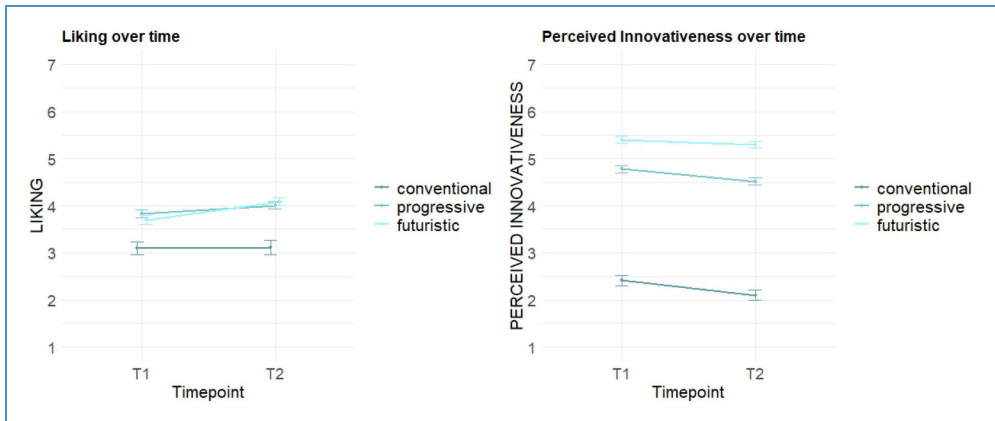 Liking over time
7
6
5
4
3
2
1
LIKING
T1 T2
Timepoint
conventional
progressive
futuristic
Perceived Innovativeness over time
7
6
5
4
3
2
1
PERCEIVED INNOVATIVENESS
T1 T2
Timepoint
conventional
progressive
futuristic